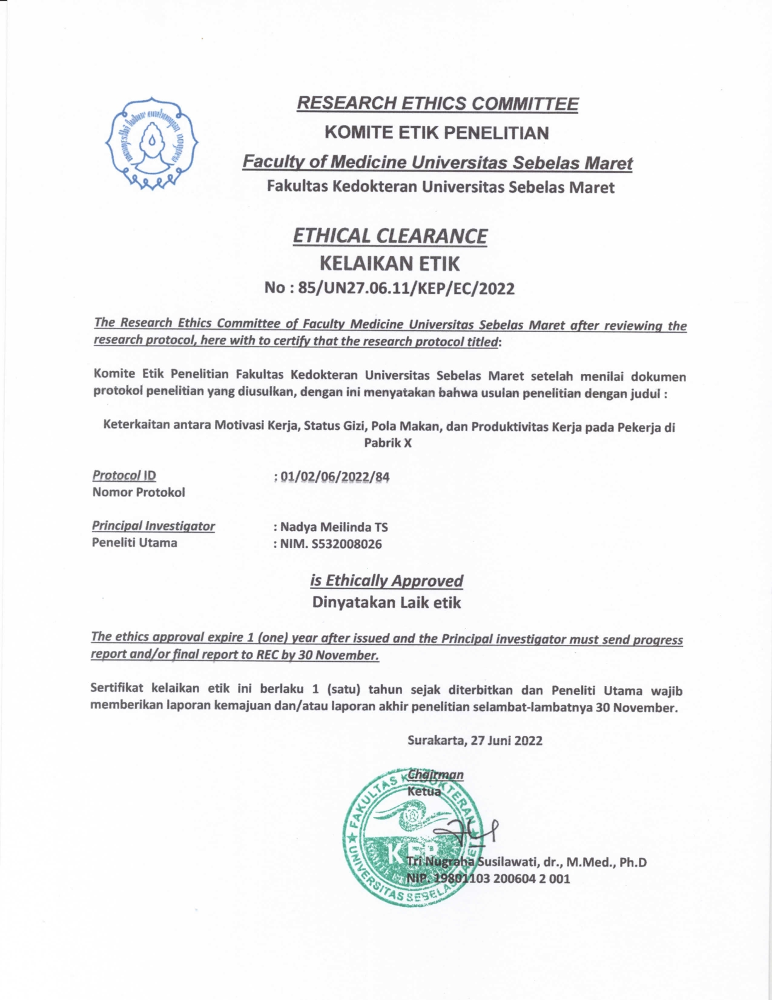 RESEARCH ETHICS COMMITTEE
KOMITE ETIK PENELITIAN
Faculty of Medicine Universitas Sebelas Maret
Fakultas Kedokteran Universitas Sebelas Maret
ETHICAL CLEARANCE
KELAIKAN ETIK
No : 85/UN27.06.11/KEP/EC/2022
The Research Ethics Committee of Faculty Medicine Universitas Sebelas Maret after reviewing the
research protocol, here with to certify that the research protocol titled:
Komite Etik Penelitian Fakultas Kedokteran Universitas Sebelas Maret setelah menilai dokumen
protokol penelitian yang diusulkan, dengan ini menyatakan bahwa usulan penelitian dengan judul :
Keterkaitan antara Motivasi Kerja, Status Gizi, Pola Makan, dan Produktivitas Kerja pada Pekerja di
Pabrik X
Protocol ID : 01/02/06/2022/84
Nomor Protokol
Principal Investigator : Nadya Meilinda TS
Peneliti Utama : NIM. S532008026
is Ethically Approved
Dinyatakan Laik etik
The ethics approval expire 1 (one) year after issued and the Principal investigator must send progress
report and/or final report to REC by 30 November.
Sertifikat kelaikan etik ini berlaku 1 (satu) tahun sejak diterbitkan dan Peneliti Utama wajib
memberikan laporan kemajuan dan/atau laporan akhir penelitian selambat-lambatnya 30 November.
Surakarta, 27 Juni 2022
Chairman
Ketua
FAKULTAS KEDOKTERAN
KEP
UNIVERSITAS SEBELAS MARET
Tri Nugraha Susilawati, dr., M.Med., Ph.D
NIP. 19801103 200604 2 001